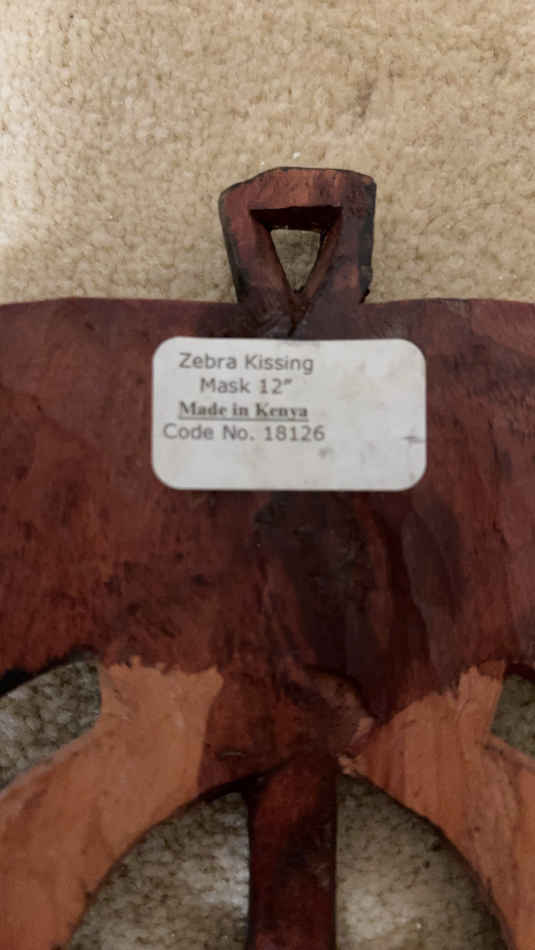 Zebra Kissing
Mask 12"
Made in Kenya
Code No. 18126